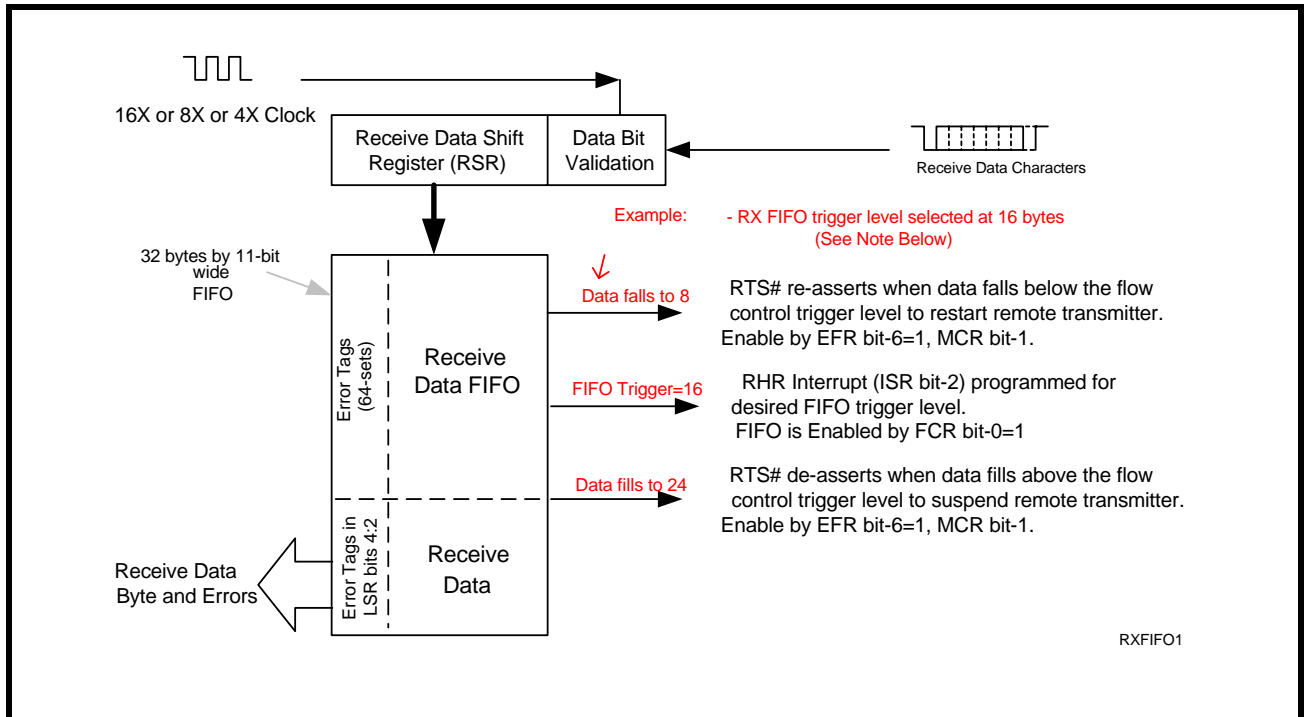 16X or 8X or 4X Clock
Receive Data Shift
Register (RSR)
Data Bit
Validation
Receive Data Characters
Example:
- RX FIFO trigger level selected at 16 bytes
(See Note Below)
32 bytes by 11-bit
wide
FIFO
Error Tags
(64-sets)
Receive
Data FIFO
Data falls to 8
RTS# re-asserts when data falls below the flow
control trigger level to restart remote transmitter.
Enable by EFR bit-6=1, MCR bit-1.
FIFO Trigger=16
RHR Interrupt (ISR bit-2) programmed for
desired FIFO trigger level.
FIFO is Enabled by FCR bit-0=1
Data fills to 24
RTS# de-asserts when data fills above the flow
control trigger level to suspend remote transmitter.
Enable by EFR bit-6=1, MCR bit-1.
Error Tags in
LSR bits 4:2
Receive
Data
Receive Data
Byte and Errors
RXFIFO1